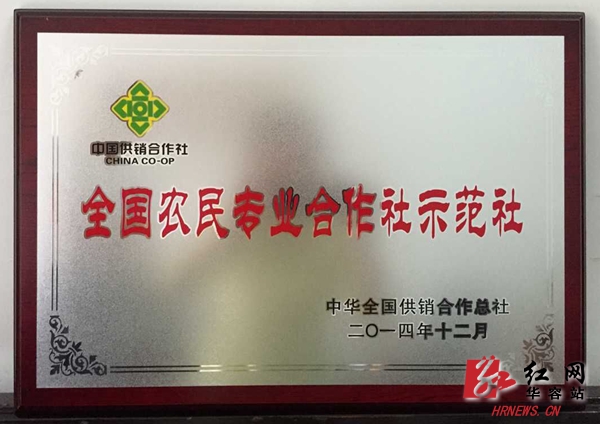 中国供销合作社
CHINA CO-OP
全国农民专业合作社示范社
中华全国供销合作总社
二〇一四年十二月
红网
华容站
HRNEWS.CN